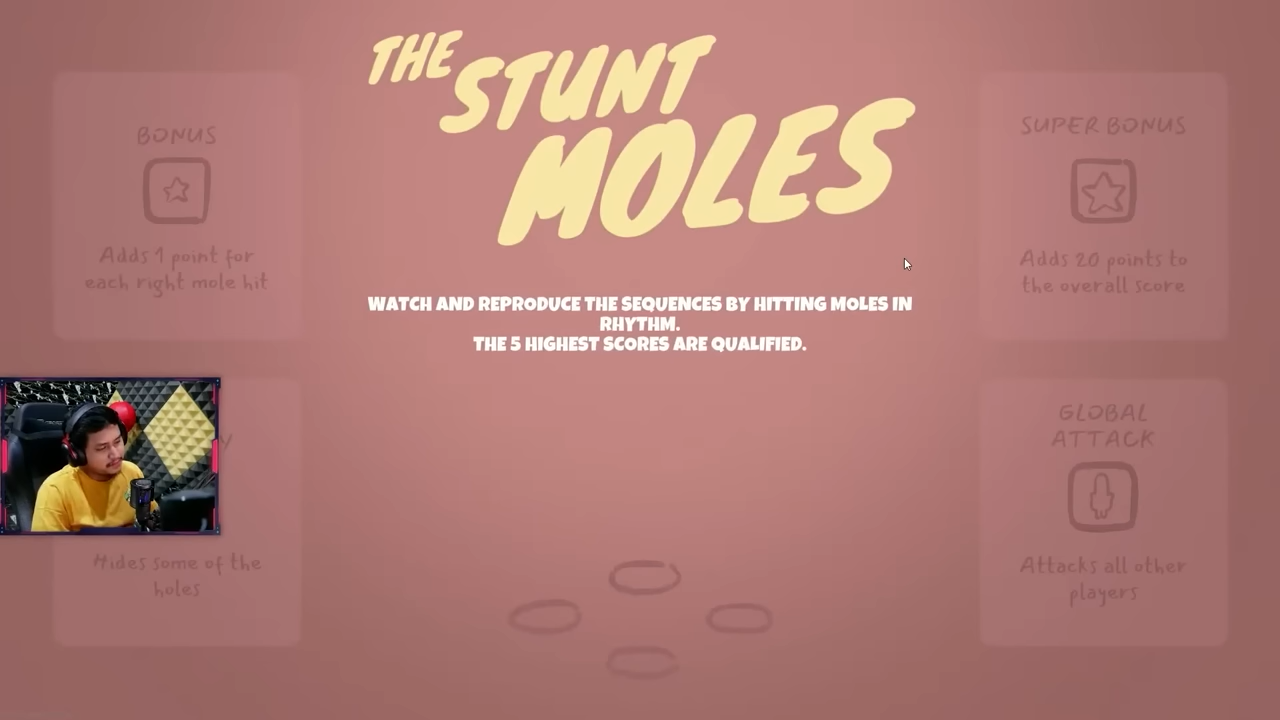 THE
STUNT
MOLES
WATCH AND REPRODUCE THE SEQUENCES BY HITTING MOLES IN
RHYTHM.
THE 5 HIGHEST SCORES ARE QUALIFIED.
BONUS
Adds 1 point for
each right mole hit
SUPER BONUS
Adds 20 points to
the overall score
Hides some of the
holes
GLOBAL
ATTACK
Attacks all other
players